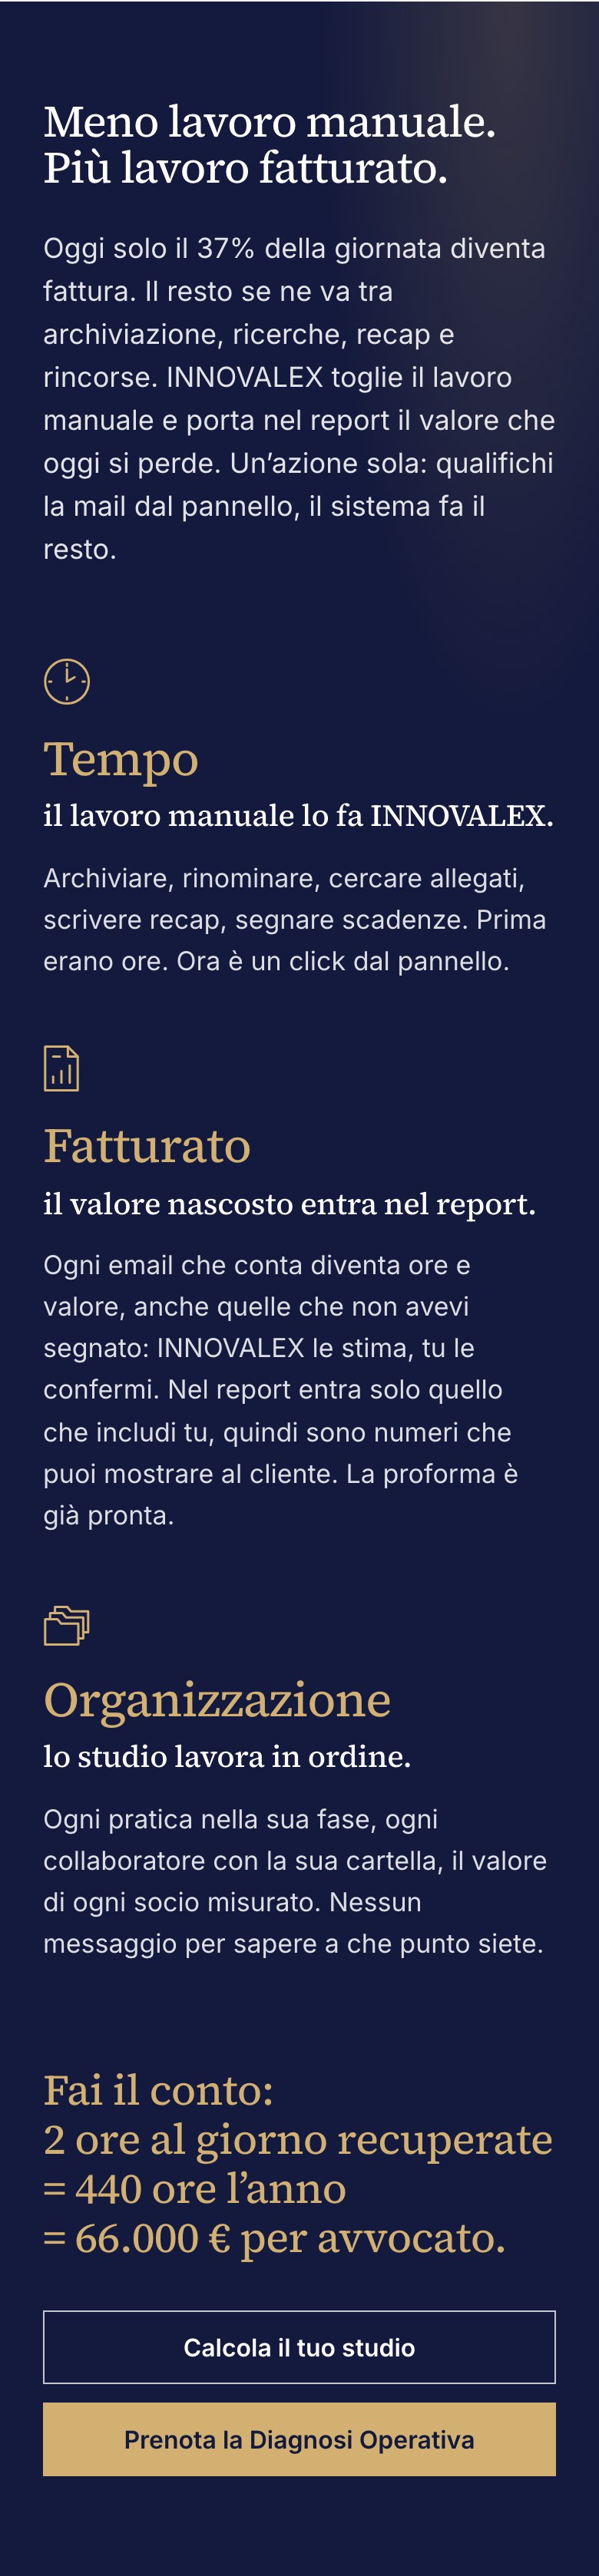 Meno lavoro manuale.
Più lavoro fatturato.
Oggi solo il 37% della giornata diventa
fattura. Il resto se ne va tra
archiviazione, ricerche, recap e
rincorse. INNOVALEX toglie il lavoro
manuale e porta nel report il valore che
oggi si perde. Un’azione sola: qualifichi
la mail dal pannello, il sistema fa il
resto.
Tempo
il lavoro manuale lo fa INNOVALEX.
Archiviare, rinominare, cercare allegati,
scrivere recap, segnare scadenze. Prima
erano ore. Ora è un click dal pannello.
Fatturato
il valore nascosto entra nel report.
Ogni email che conta diventa ore e
valore, anche quelle che non avevi
segnato: INNOVALEX le stima, tu le
confermi. Nel report entra solo quello
che includi tu, quindi sono numeri che
puoi mostrare al cliente. La proforma è
già pronta.
Organizzazione
lo studio lavora in ordine.
Ogni pratica nella sua fase, ogni
collaboratore con la sua cartella, il valore
di ogni socio misurato. Nessun
messaggio per sapere a che punto siete.
Fai il conto:
2 ore al giorno recuperate
= 440 ore l’anno
= 66.000 € per avvocato.
Calcola il tuo studio
Prenota la Diagnosi Operativa